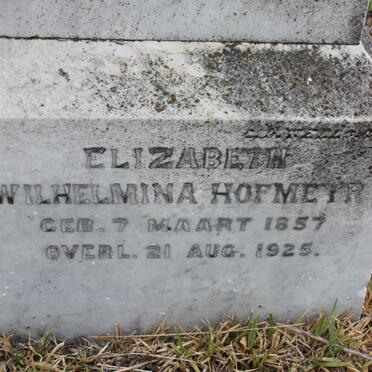 ELIZABETH
WILHELMINA HOFMEYR
GEB. 7 MAART 1857
OVERL. 21 AUG. 1925.